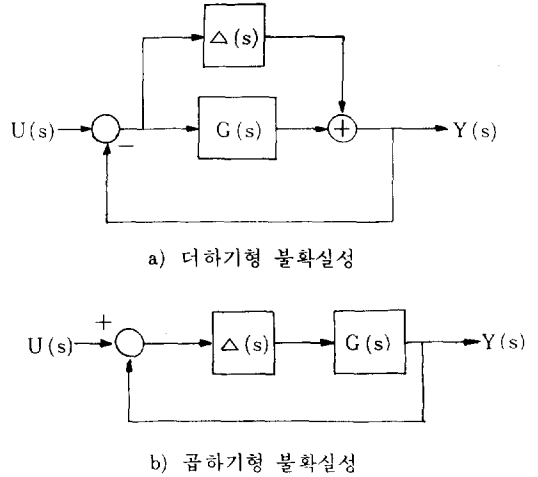 △(s)
U(s)
G(s)
+
Y(s)
−
a) 더하기형 불확실성
+
U(s)
△(s)
G(s)
Y(s)
b) 곱하기형 불확실성